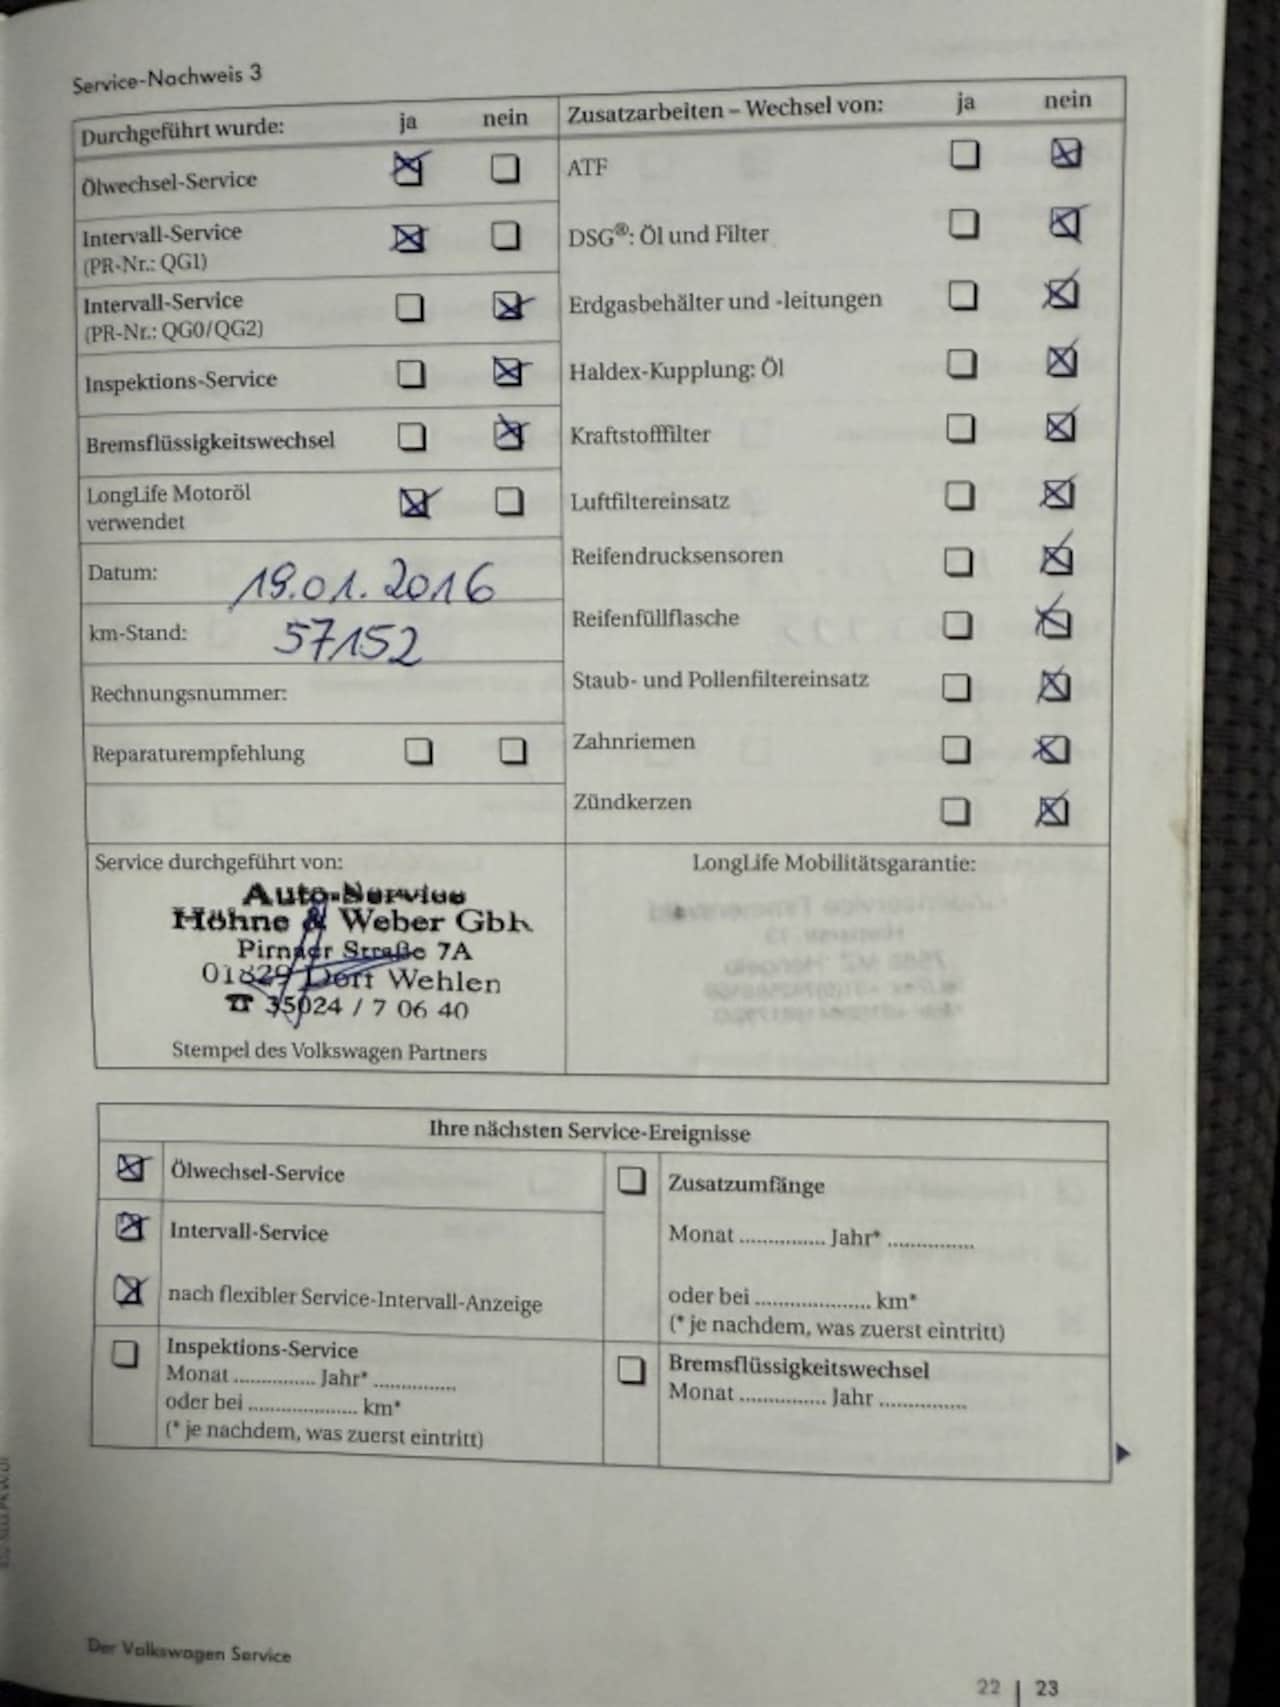 Service-Nachweis 3
Durchgeführt wurde: ja nein
Ölwechsel-Service
Intervall-Service
(PR-Nr.: QG1)
Intervall-Service
(PR-Nr.: QG0/QG2)
Inspektions-Service
Bremsflüssigkeitswechsel
LongLife Motoröl
verwendet
Datum: 19.01.2016
km-Stand: 57152
Rechnungsnummer:
Reparaturempfehlung
Zusatzarbeiten – Wechsel von: ja nein
ATF
DSG®: Öl und Filter
Erdgasbehälter und -leitungen
Haldex-Kupplung: Öl
Kraftstofffilter
Luftfiltereinsatz
Reifendrucksensoren
Reifenfüllflasche
Staub- und Pollenfiltereinsatz
Zahnriemen
Zündkerzen
Service durchgeführt von:
Auto-Service
Höhne & Weber GbR
Pirnaer Straße 7A
01829 Dorf Wehlen
☎ 35024 / 7 06 40
Stempel des Volkswagen Partners
LongLife Mobilitätsgarantie:
Ihre nächsten Service-Ereignisse
Ölwechsel-Service
Intervall-Service
nach flexibler Service-Intervall-Anzeige
Inspektions-Service
Monat ............... Jahr* ...............
oder bei .................... km*
(* je nachdem, was zuerst eintritt)
Zusatzumfänge
Monat ............... Jahr* ...............
oder bei .................... km*
(* je nachdem, was zuerst eintritt)
Bremsflüssigkeitswechsel
Monat ............... Jahr ...............
Der Volkswagen Service
22 | 23